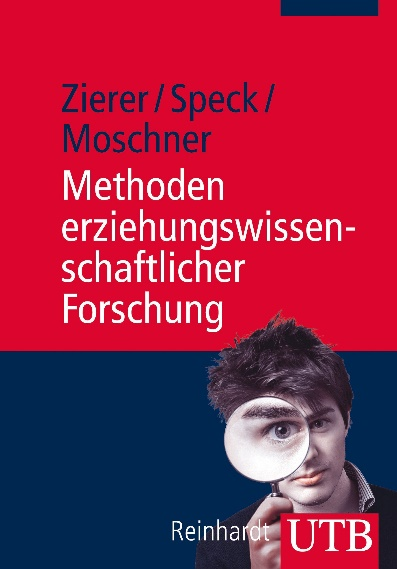 Zierer / Speck /
Moschner
Methoden
erziehungswissen-
schaftlicher
Forschung
Reinhardt
UTB